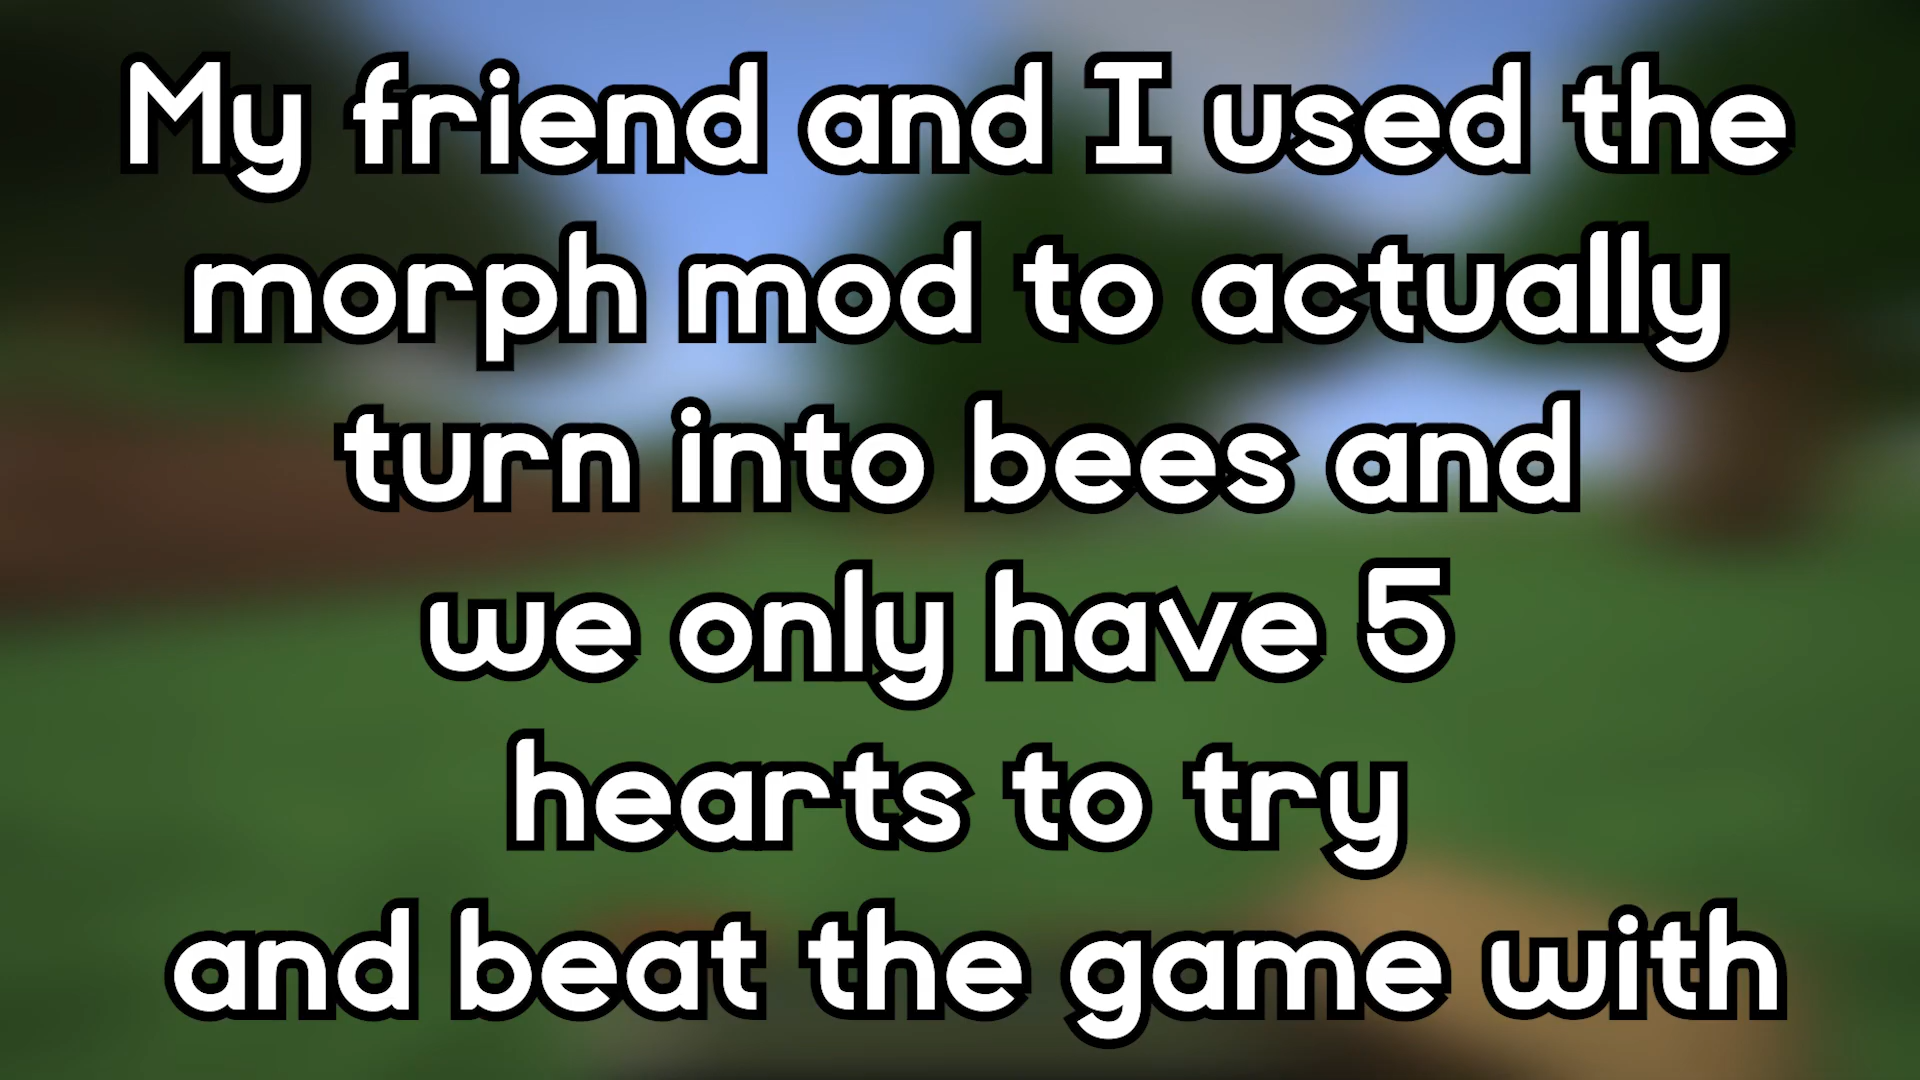 My friend and I used the
morph mod to actually
turn into bees and
we only have 5
hearts to try
and beat the game with